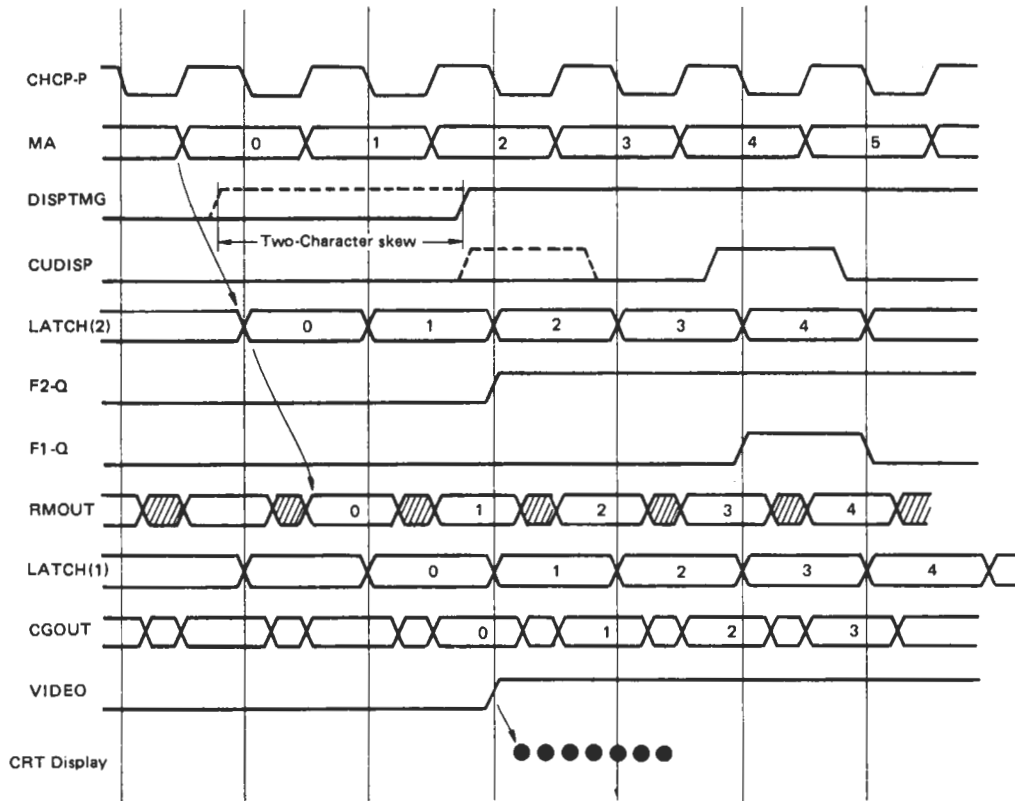 CHCP-P
MA 0 1 2 3 4 5
DISPTMG
Two-Character skew
CUDISP
LATCH(2) 0 1 2 3 4
F2-Q
F1-Q
RMOUT 0 1 2 3 4
LATCH(1) 0 1 2 3 4
CGOUT 0 1 2 3
VIDEO
CRT Display